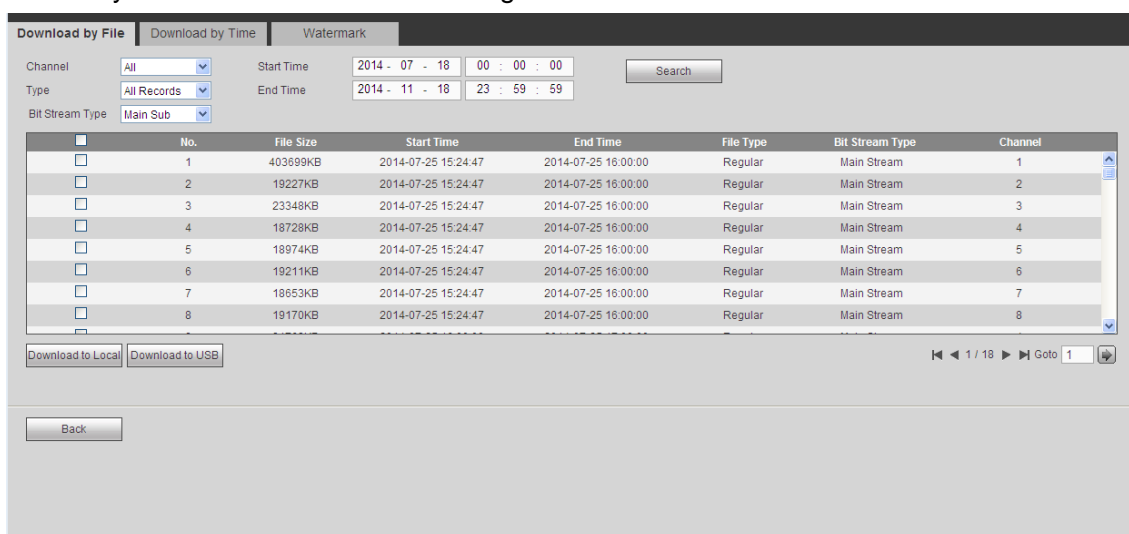 Download by File Download by Time Watermark
Channel All Start Time 2014 - 07 - 18 00 : 00 : 00 Search
Type All Records End Time 2014 - 11 - 18 23 : 59 : 59
Bit Stream Type Main Sub
No. File Size Start Time End Time File Type Bit Stream Type Channel
1 403699KB 2014-07-25 15:24:47 2014-07-25 16:00:00 Regular Main Stream 1
2 19227KB 2014-07-25 15:24:47 2014-07-25 16:00:00 Regular Main Stream 2
3 23348KB 2014-07-25 15:24:47 2014-07-25 16:00:00 Regular Main Stream 3
4 18728KB 2014-07-25 15:24:47 2014-07-25 16:00:00 Regular Main Stream 4
5 18974KB 2014-07-25 15:24:47 2014-07-25 16:00:00 Regular Main Stream 5
6 19211KB 2014-07-25 15:24:47 2014-07-25 16:00:00 Regular Main Stream 6
7 18653KB 2014-07-25 15:24:47 2014-07-25 16:00:00 Regular Main Stream 7
8 19170KB 2014-07-25 15:24:47 2014-07-25 16:00:00 Regular Main Stream 8
Download to Local Download to USB 1 / 18 Goto 1
Back